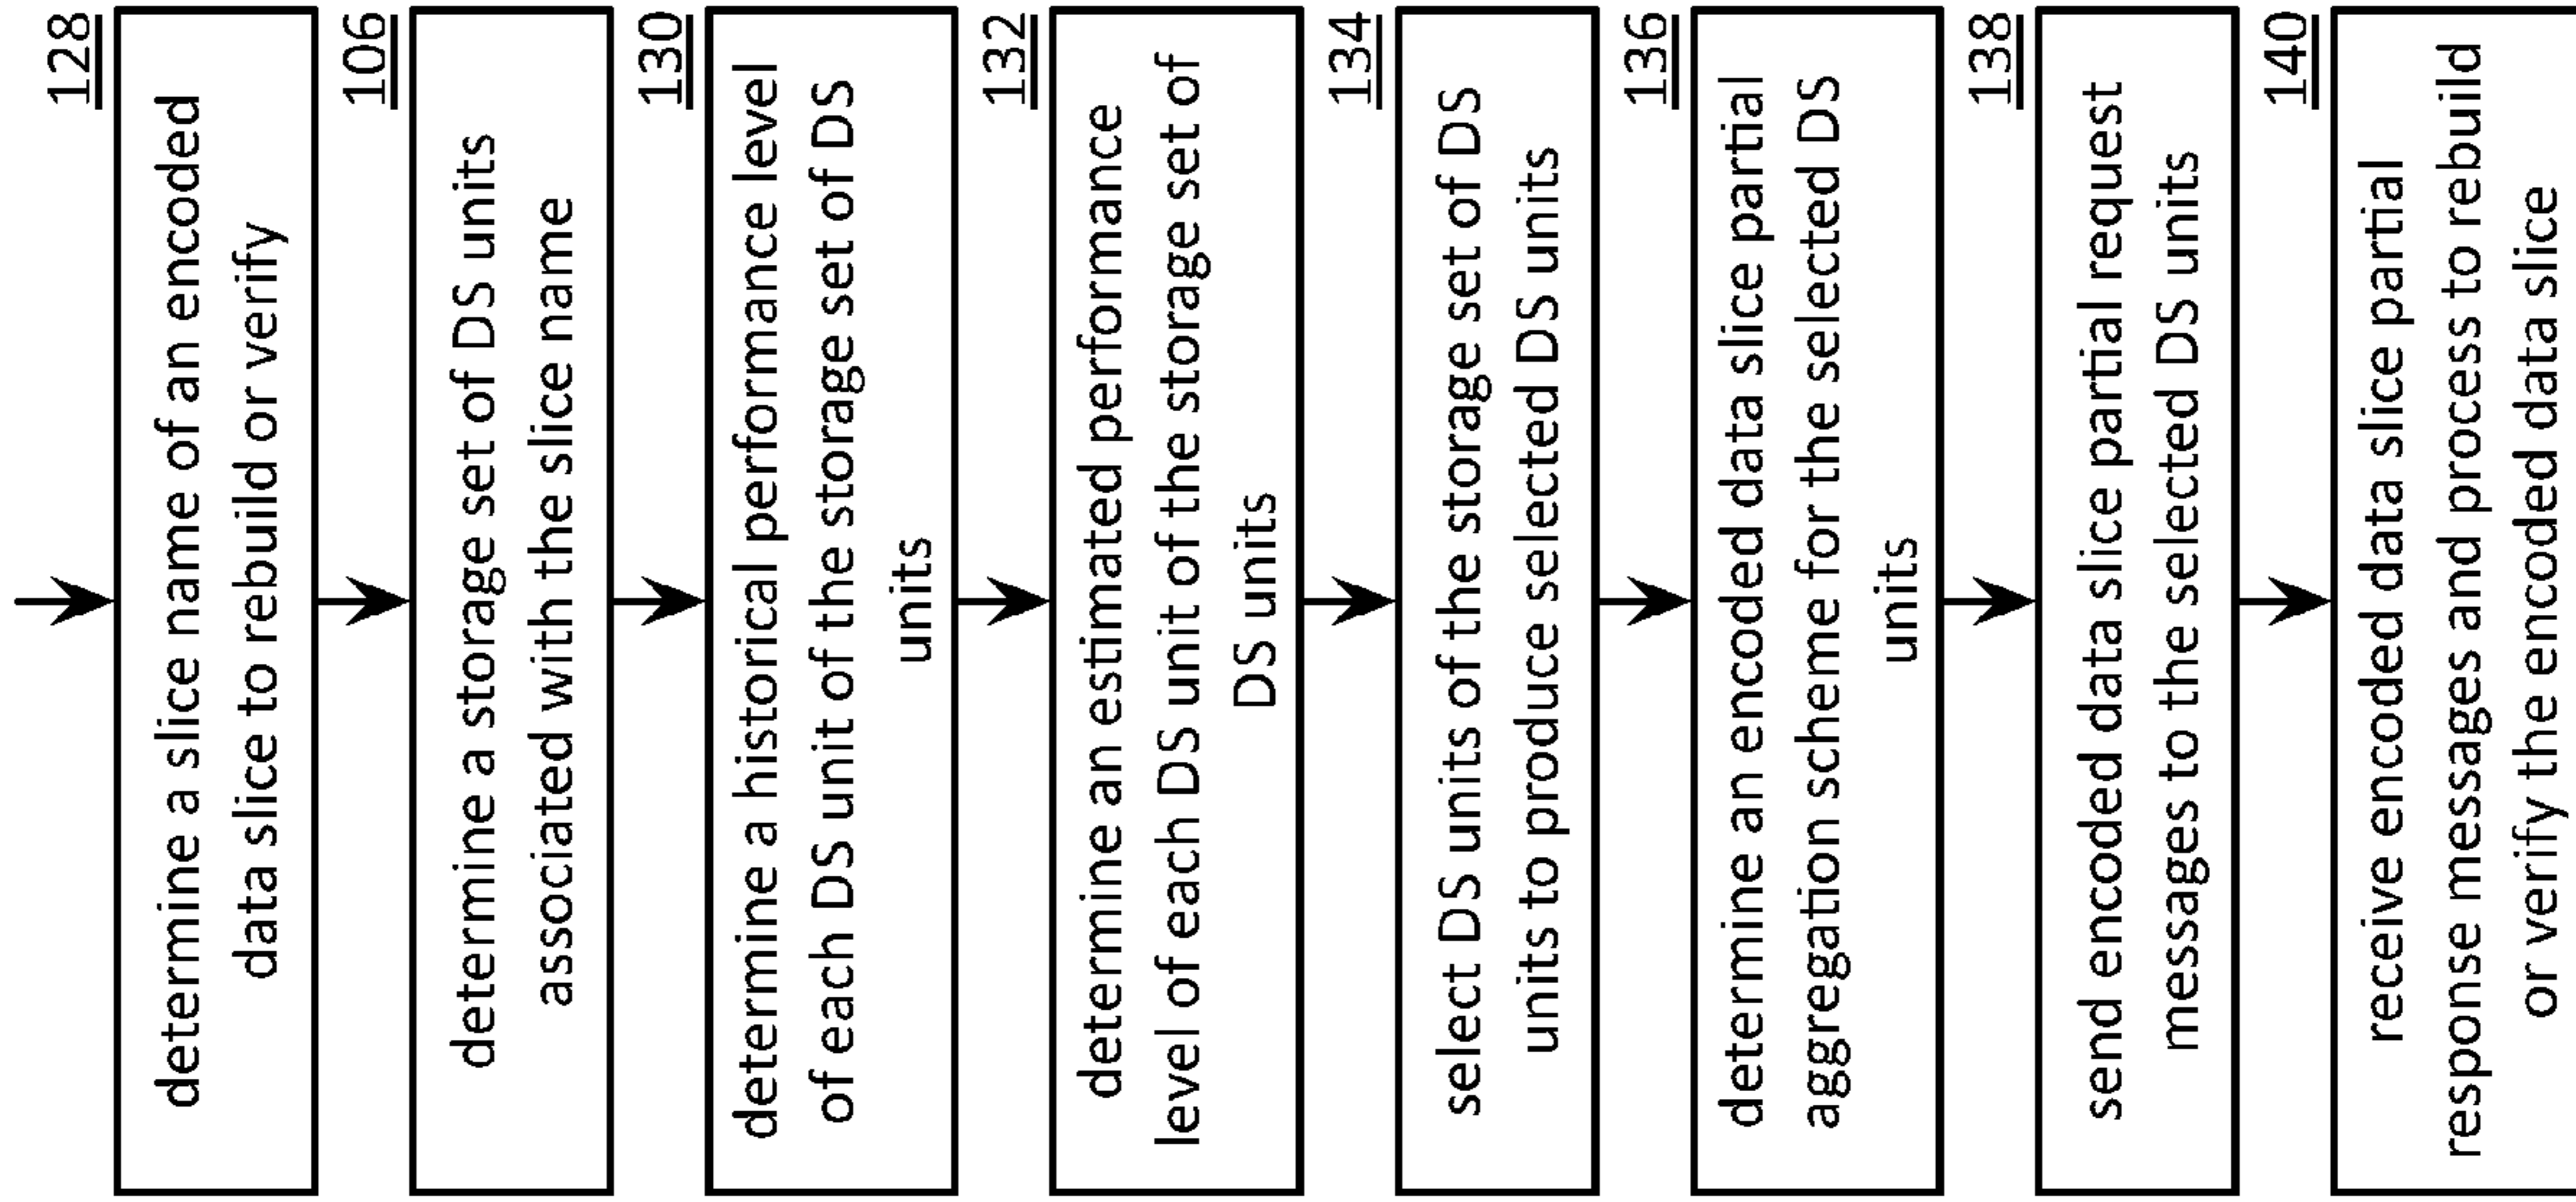 128
determine a slice name of an encoded
data slice to rebuild or verify
106
determine a storage set of DS units
associated with the slice name
130
determine a historical performance level
of each DS unit of the storage set of DS
units
132
determine an estimated performance
level of each DS unit of the storage set of
DS units
134
select DS units of the storage set of DS
units to produce selected DS units
136
determine an encoded data slice partial
aggregation scheme for the selected DS
units
138
send encoded data slice partial request
messages to the selected DS units
140
receive encoded data slice partial
response messages and process to rebuild
or verify the encoded data slice